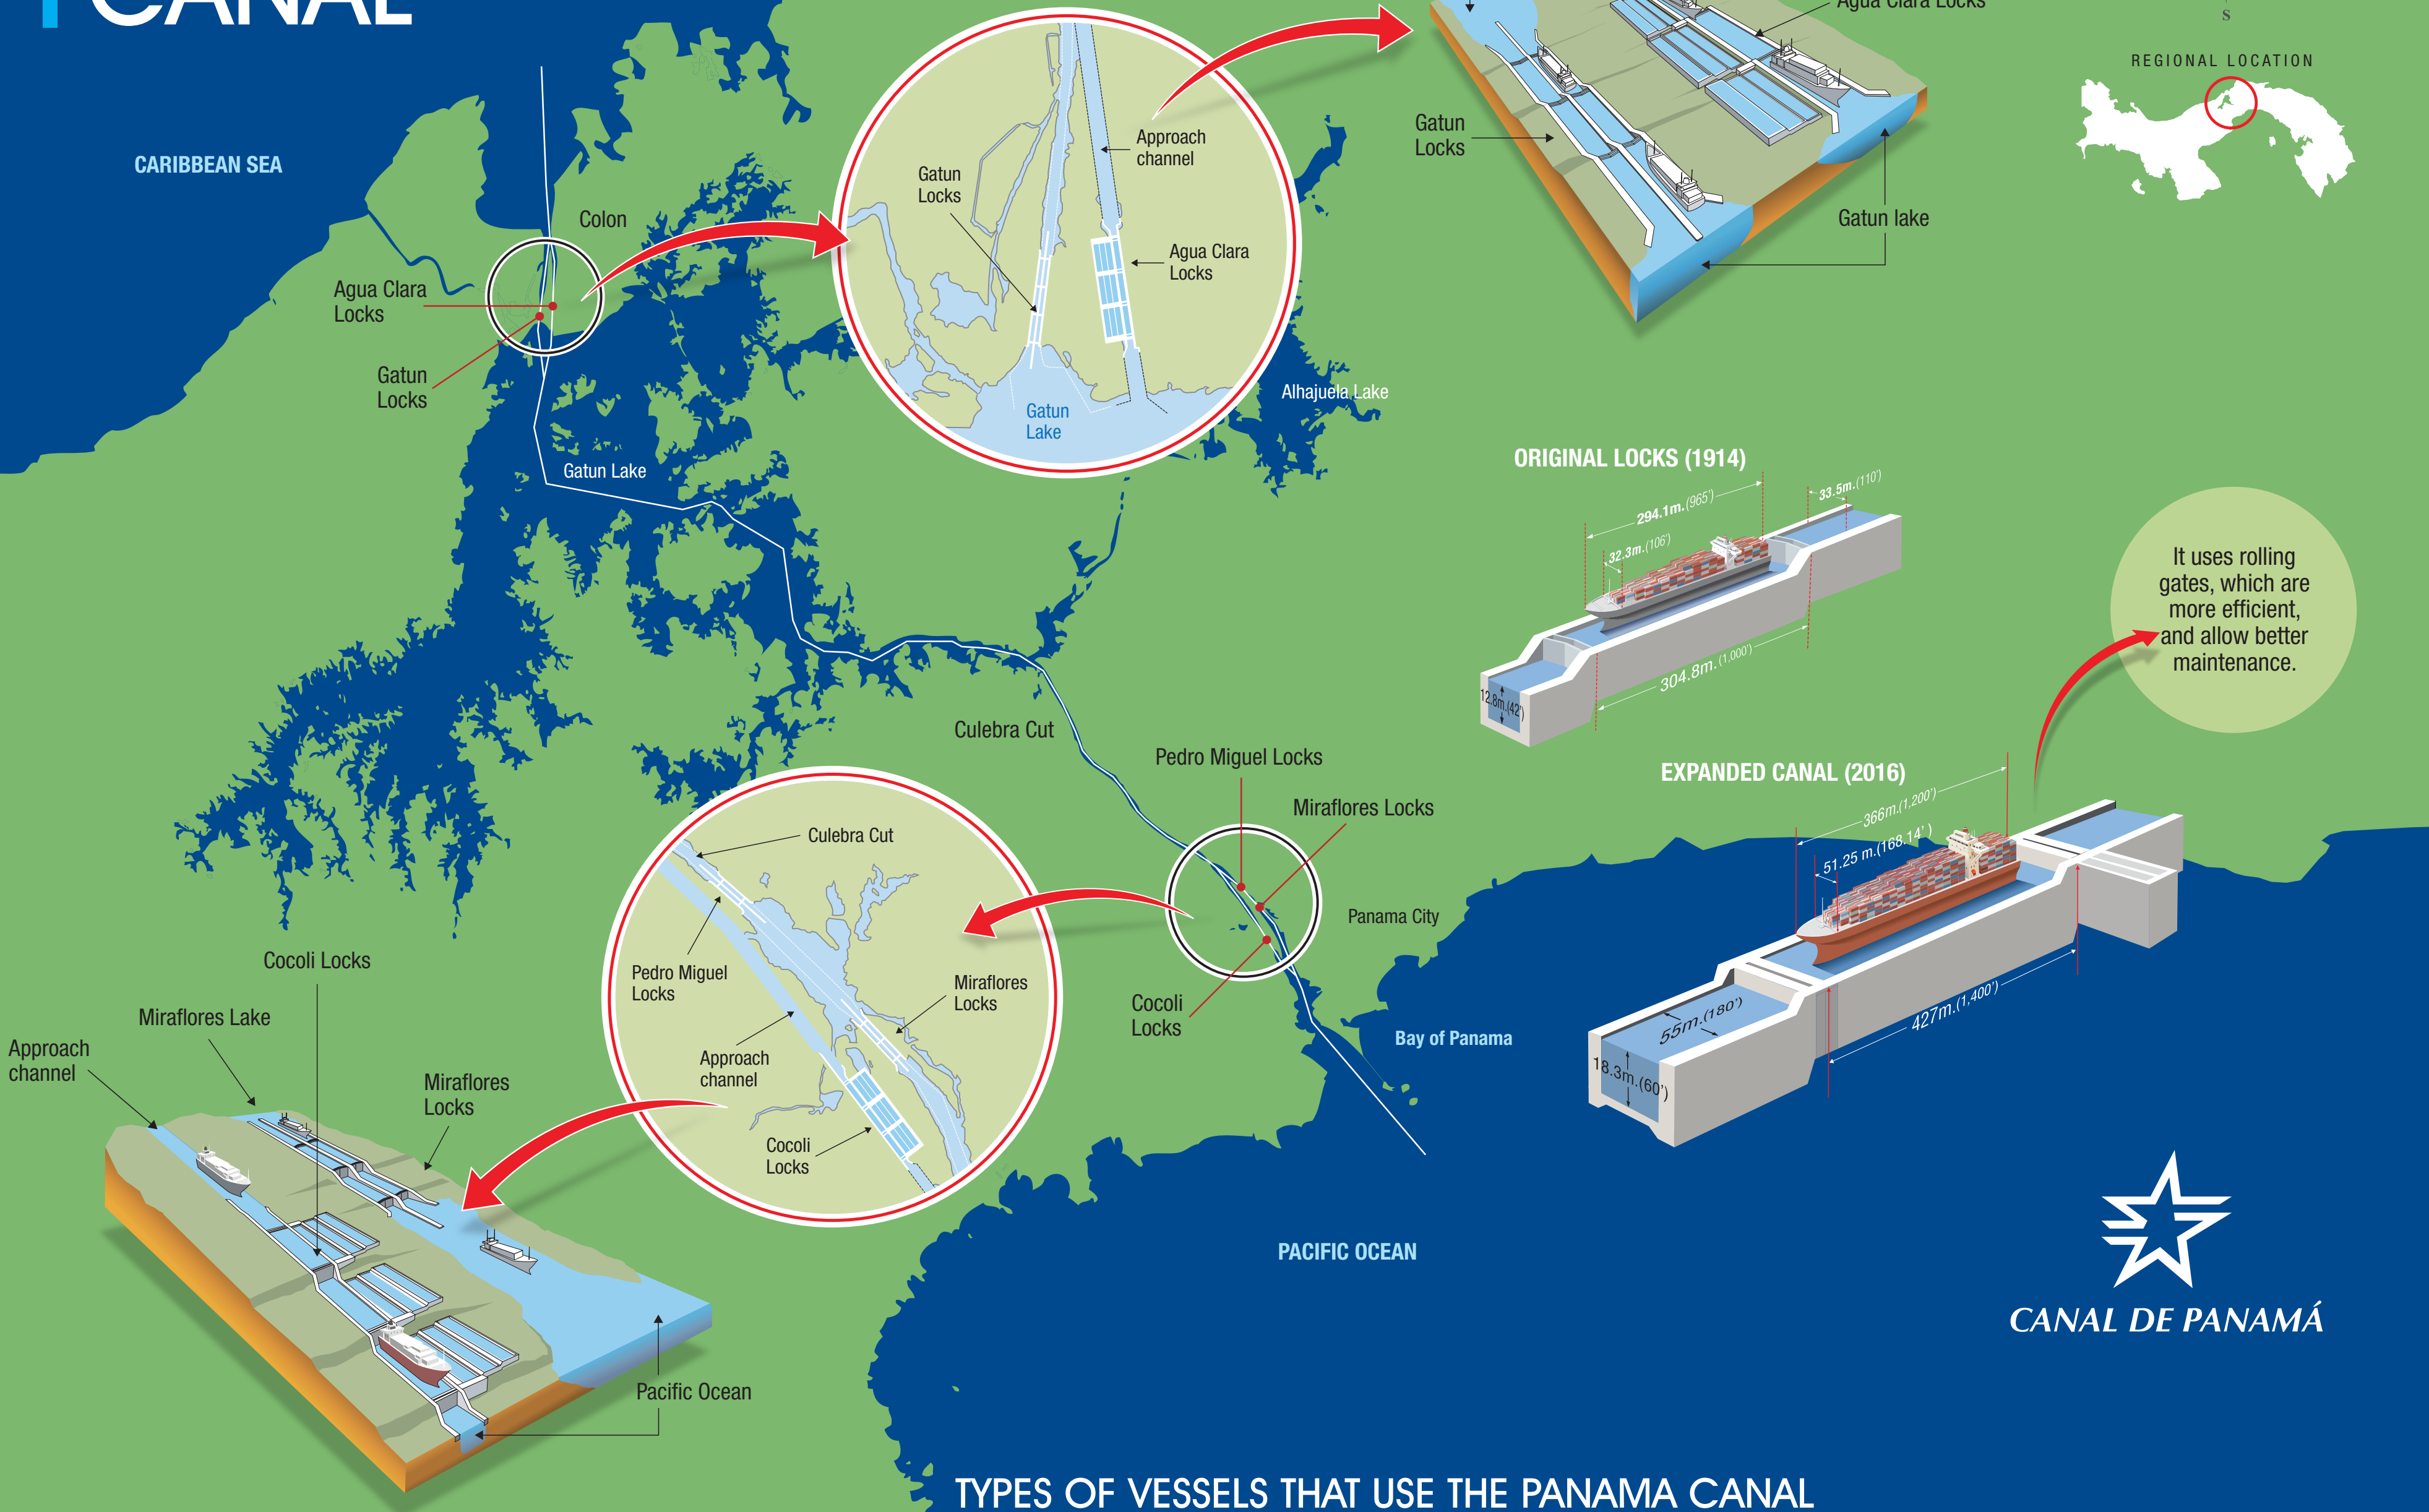 CANAL
Agua Clara Locks
S
REGIONAL LOCATION
CARIBBEAN SEA
Colon
Agua Clara
Locks
Gatun
Locks
Gatun Lake
Approach
channel
Gatun
Locks
Agua Clara
Locks
Gatun
Lake
Gatun
Locks
Gatun lake
Alhajuela Lake
ORIGINAL LOCKS (1914)
294.1m.(965')
33.5m.(110')
32.3m.(106')
304.8m.(1,000')
12.8m.(42')
It uses rolling
gates, which are
more efficient,
and allow better
maintenance.
EXPANDED CANAL (2016)
366m.(1,200')
51.25 m.(168.14' )
55m.(180')
18.3m.(60')
427m.(1,400')
Culebra Cut
Pedro Miguel Locks
Miraflores Locks
Panama City
Cocoli
Locks
Bay of Panama
PACIFIC OCEAN
Culebra Cut
Pedro Miguel
Locks
Miraflores
Locks
Approach
channel
Cocoli
Locks
Cocoli Locks
Miraflores Lake
Approach
channel
Miraflores
Locks
Pacific Ocean
CANAL DE PANAMÁ
TYPES OF VESSELS THAT USE THE PANAMA CANAL